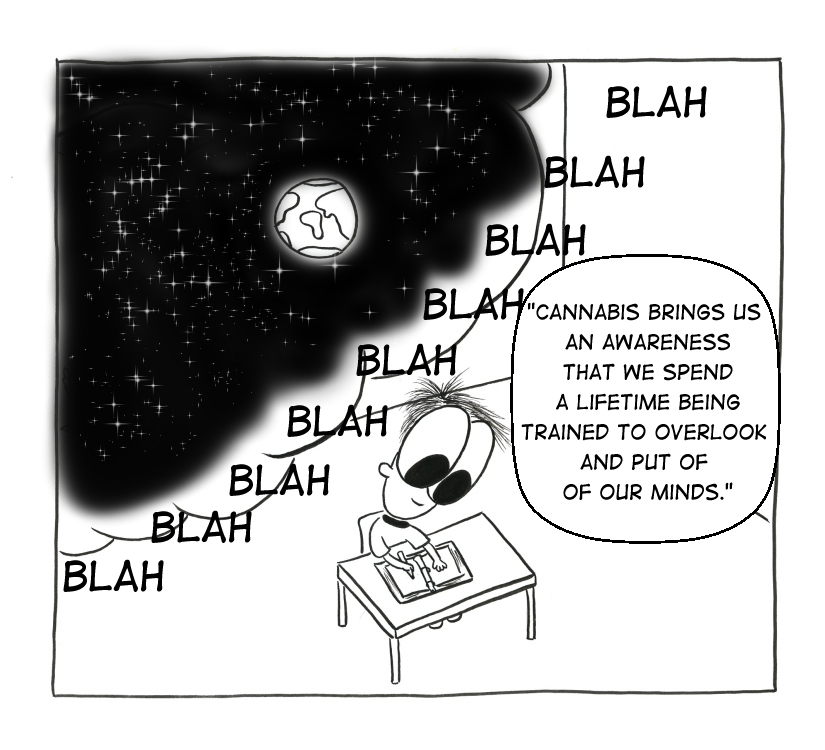 BLAH
BLAH
BLAH
BLAH
BLAH
BLAH
BLAH
BLAH
BLAH
"CANNABIS BRINGS US
AN AWARENESS
THAT WE SPEND
A LIFETIME BEING
TRAINED TO OVERLOOK
AND PUT OF
OF OUR MINDS."